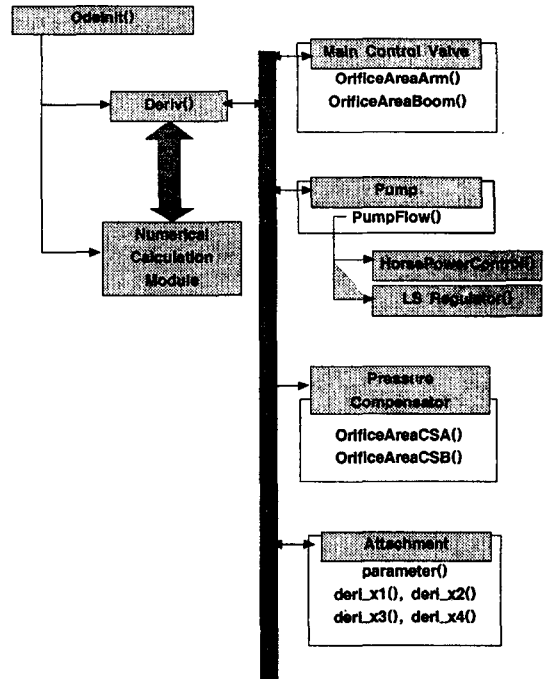 OdeInit()
Deriv()
Numerical
Calculation
Module
Main Control Valve
OrificeAreaArm()
OrificeAreaBoom()
Pump
PumpFlow()
HorsePowerControl()
LS Regulator()
Pressure
Compensator
OrificeAreaCSA()
OrificeAreaCSB()
Attachment
parameter()
deri_x1(), deri_x2()
deri_x3(), deri_x4()